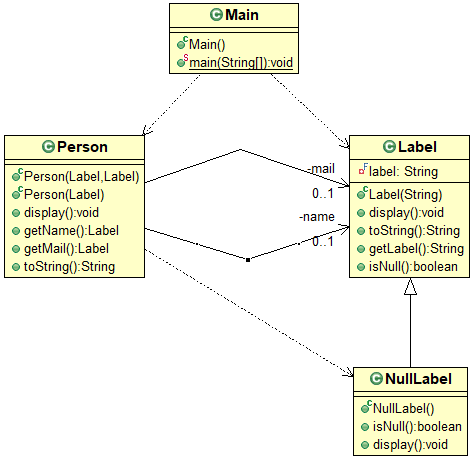 Main
Main()
main(String[]):void
Person
Person(Label,Label)
Person(Label)
display():void
getName():Label
getMail():Label
toString():String
-mail
0..1
-name
0..1
Label
label: String
Label(String)
display():void
toString():String
getLabel():String
isNull():boolean
NullLabel
NullLabel()
isNull():boolean
display():void